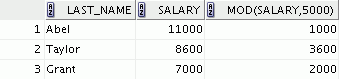 LAST_NAME SALARY MOD(SALARY,5000)
1 Abel 11000 1000
2 Taylor 8600 3600
3 Grant 7000 2000